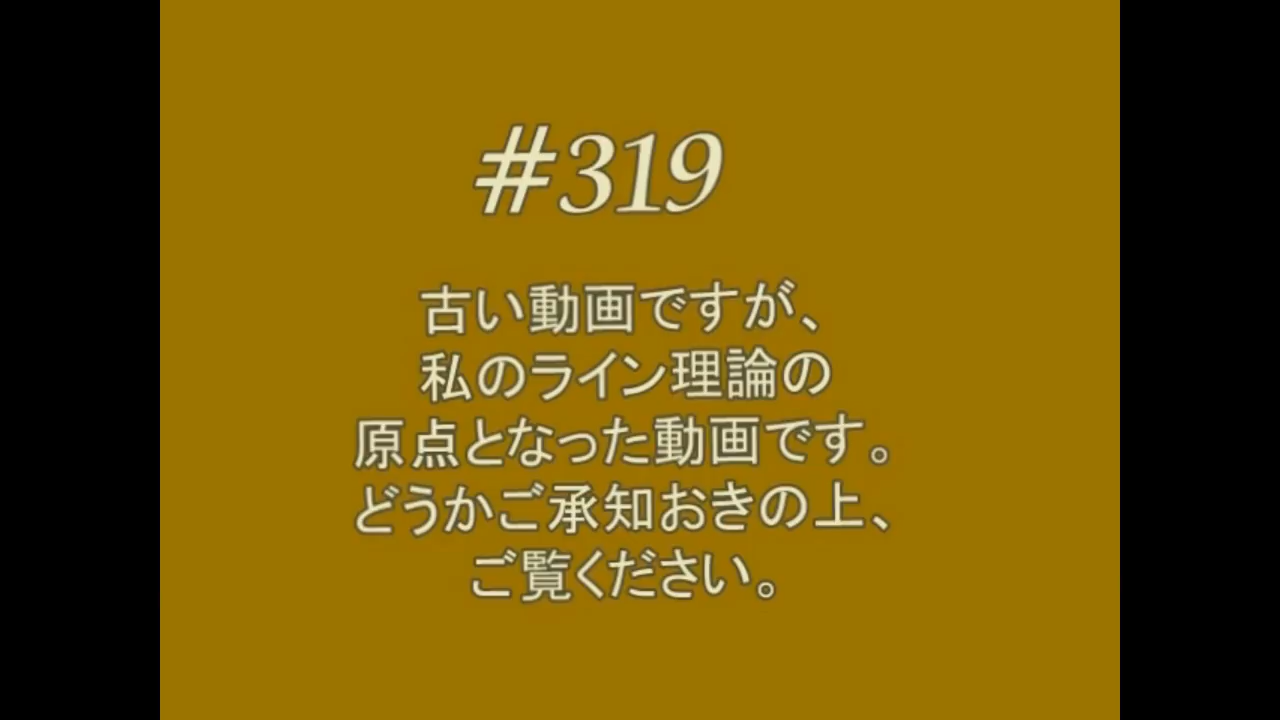 #319
古い動画ですが、
私のライン理論の
原点となった動画です。
どうかご承知おきの上、
ご覧ください。